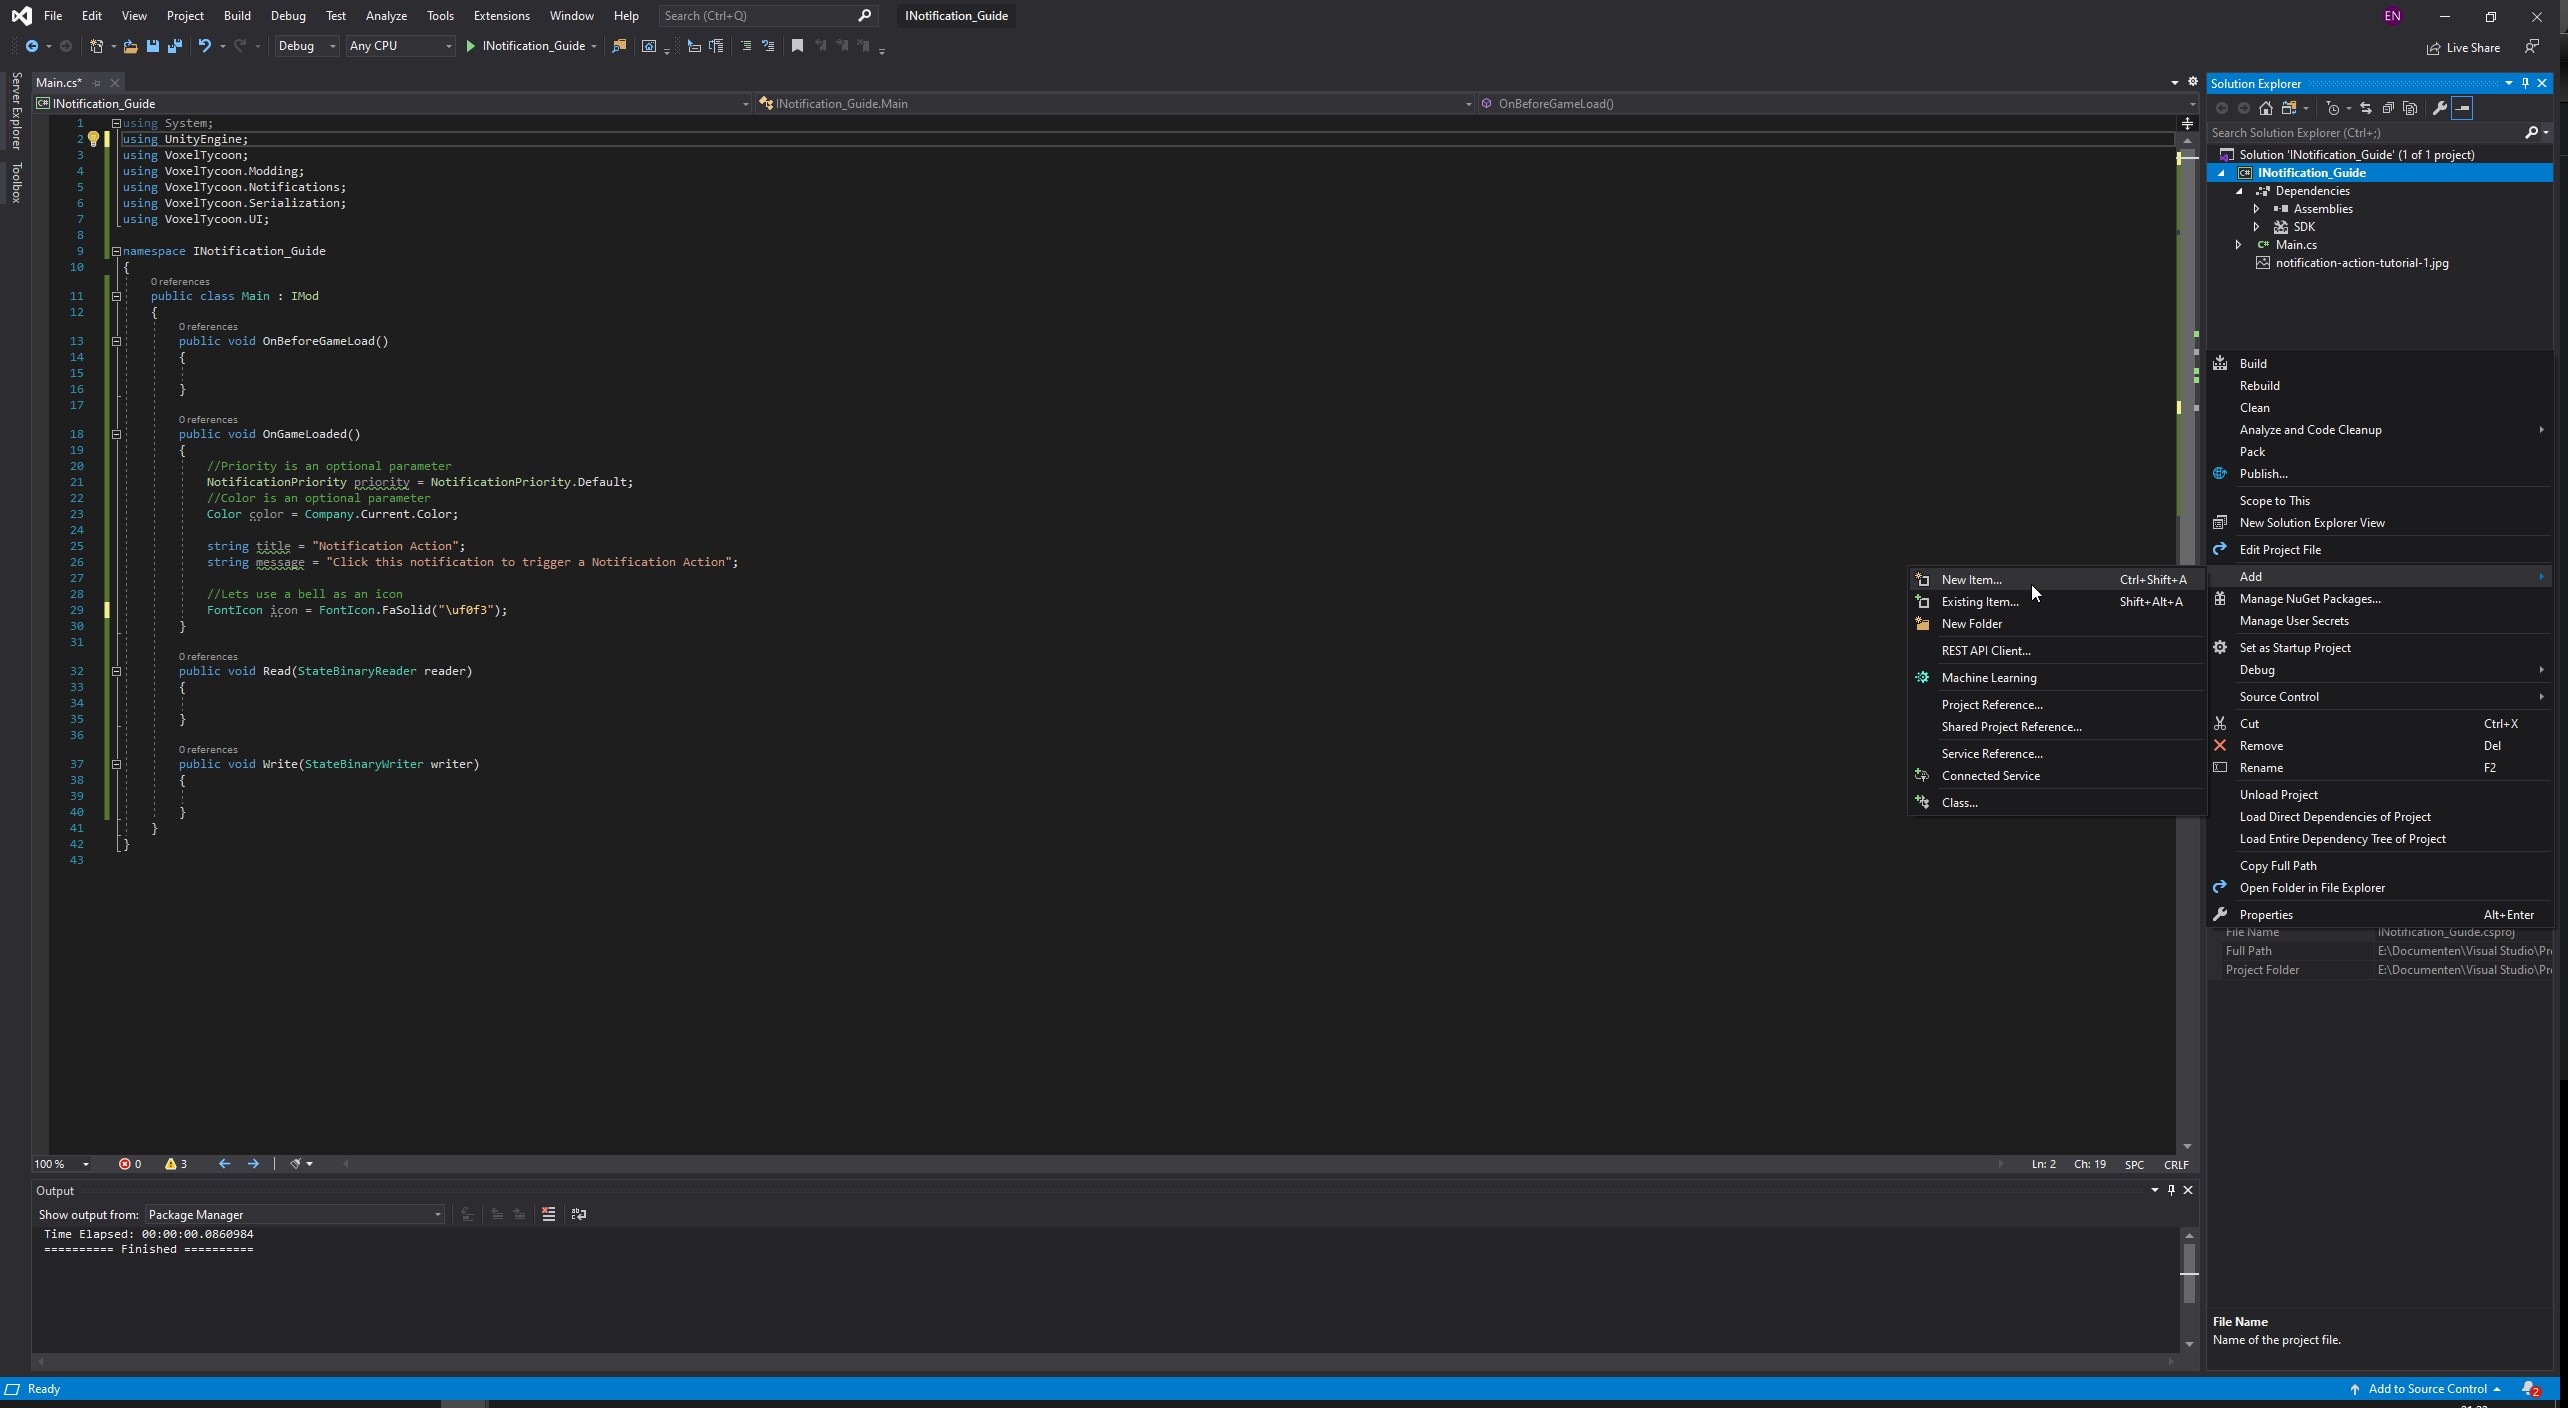 File Edit View Project Build Debug Test Analyze Tools Extensions Window Help Search (Ctrl+Q) INotification_Guide EN
Debug Any CPU INotification_Guide Live Share
Server Explorer
Toolbox
Main.cs*
C# INotification_Guide INotification_Guide.Main OnBeforeGameLoad()
1 using System;
2 using UnityEngine;
3 using VoxelTycoon;
4 using VoxelTycoon.Modding;
5 using VoxelTycoon.Notifications;
6 using VoxelTycoon.Serialization;
7 using VoxelTycoon.UI;
8
9 namespace INotification_Guide
10 {
0 references
11 public class Main : IMod
12 {
0 references
13 public void OnBeforeGameLoad()
14 {
15
16 }
17
0 references
18 public void OnGameLoaded()
19 {
20 //Priority is an optional parameter
21 NotificationPriority priority = NotificationPriority.Default;
22 //Color is an optional parameter
23 Color color = Company.Current.Color;
24
25 string title = "Notification Action";
26 string message = "Click this notification to trigger a Notification Action";
27
28 //Lets use a bell as an icon
29 FontIcon icon = FontIcon.FaSolid("\uf0f3");
30 }
31
0 references
32 public void Read(StateBinaryReader reader)
33 {
34
35 }
36
0 references
37 public void Write(StateBinaryWriter writer)
38 {
39
40 }
41 }
42 }
43
100 % 0 3 Ln: 2 Ch: 19 SPC CRLF
Output
Show output from: Package Manager
Time Elapsed: 00:00:00.0860984
========== Finished ==========
Ready Add to Source Control 2
Solution Explorer
Search Solution Explorer (Ctrl+;)
Solution 'INotification_Guide' (1 of 1 project)
C# INotification_Guide
Dependencies
Assemblies
SDK
C# Main.cs
notification-action-tutorial-1.jpg
Build
Rebuild
Clean
Analyze and Code Cleanup
Pack
Publish...
Scope to This
New Solution Explorer View
Edit Project File
Add
Manage NuGet Packages...
Manage User Secrets
Set as Startup Project
Debug
Source Control
Cut Ctrl+X
Remove Del
Rename F2
Unload Project
Load Direct Dependencies of Project
Load Entire Dependency Tree of Project
Copy Full Path
Open Folder in File Explorer
Properties Alt+Enter
New Item... Ctrl+Shift+A
Existing Item... Shift+Alt+A
New Folder
REST API Client...
Machine Learning
Project Reference...
Shared Project Reference...
Service Reference...
Connected Service
Class...
File Name INotification_Guide.csproj
Full Path E:\Documenten\Visual Studio\Pr
Project Folder E:\Documenten\Visual Studio\Pr
File Name
Name of the project file.